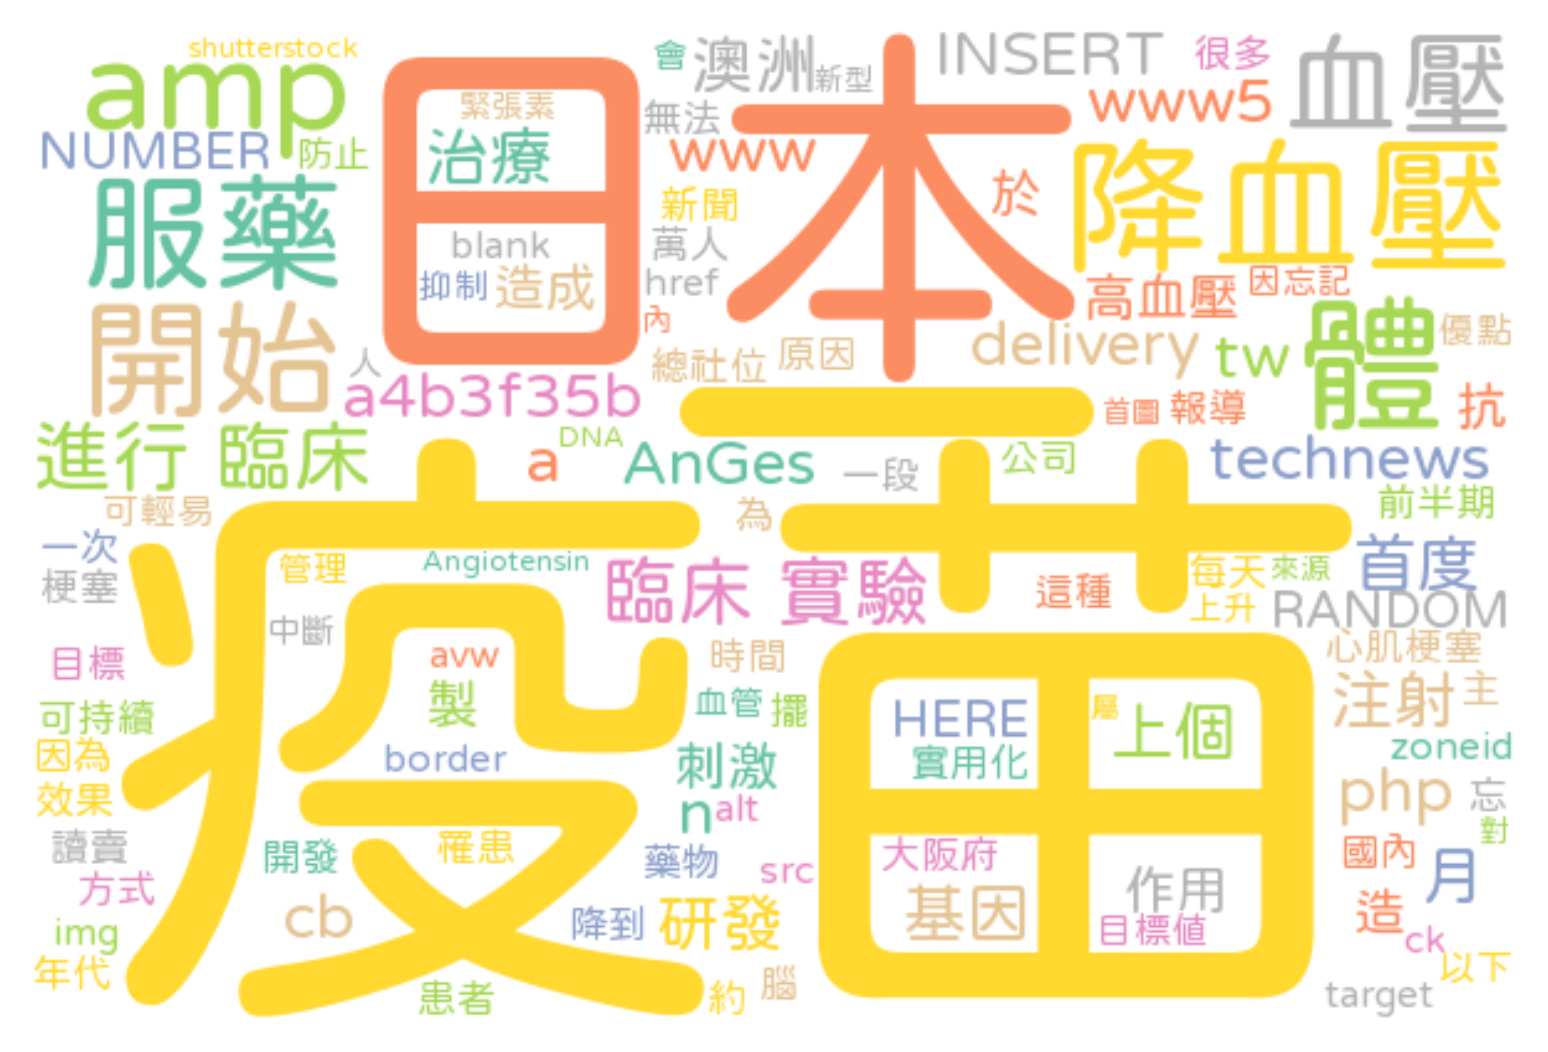 shutterstock
amp
NUMBER
防止
服藥
開始
人
a4b3f35b
進行
臨床
日本
緊張素
治療
blank
抑制
造成
會
澳洲
新型
無法
www
新聞
萬人
href
內
總社位
原因
於
INSERT
很多
www5
血壓
降血壓
高血壓
因忘記
delivery
tw
體
優點
首圖
報導
抗
DNA
a
AnGes
一段
公司
technews
前半期
可輕易
一次
梗塞
疫苗
管理
Angiotensin
為
臨床
實驗
這種
每天
來源
上升
首度
RANDOM
中斷
目標
avw
時間
心肌梗塞
製
血管
擺
HERE
屬
上個
注射
主
可持續
因為
border
刺激
實用化
zoneid
效果
n
alt
php
忘
對
讀賣
開發
罹患
藥物
src
大阪府
國內
月
方式
cb
降到
研發
基因
作用
目標值
造
ck
img
年代
患者
約
腦
以下
target